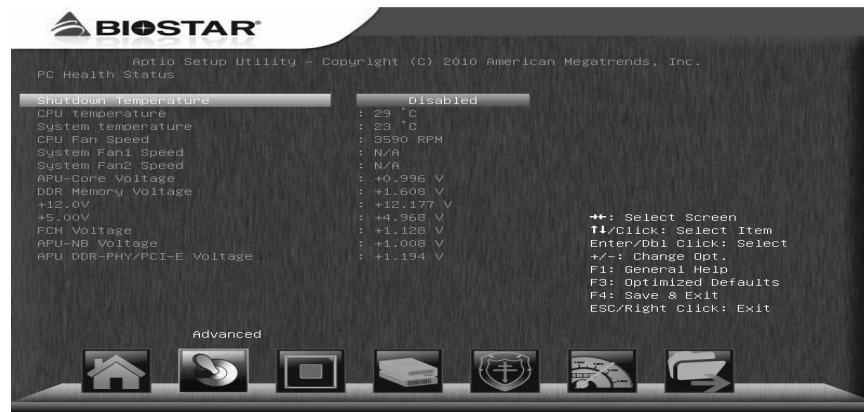 BIOSTAR®
Aptio Setup Utility – Copyright (C) 2010 American Megatrends, Inc.
PC Health Status
Shutdown Temperature Disabled
CPU temperature : 29 °C
System temperature : 23 °C
CPU Fan Speed : 3590 RPM
System Fan1 Speed : N/A
System Fan2 Speed : N/A
APU-Core Voltage : +0.996 V
DDR Memory Voltage : +1.608 V
+12.0V : +12.177 V
+5.00V : +4.968 V
FCH Voltage : +1.128 V
APU-NB Voltage : +1.008 V
APU DDR-PHY/PCI-E Voltage : +1.194 V
→←: Select Screen
↑↓/Click: Select Item
Enter/Dbl Click: Select
+/-: Change Opt.
F1: General Help
F3: Optimized Defaults
F4: Save & Exit
ESC/Right Click: Exit
Advanced